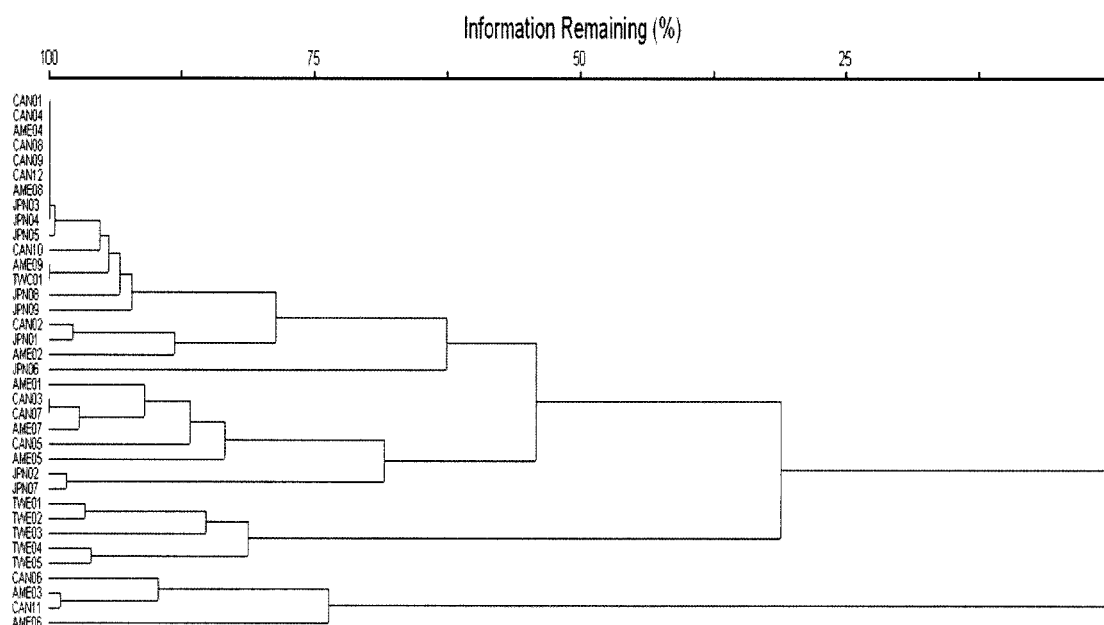 Information Remaining (%)
100 75 50 25
CAN01
CAN04
AME04
CAN08
CAN09
CAN12
AME08
JPN03
JPN04
JPN05
CAN10
AME09
TWC01
JPN08
JPN09
CAN02
JPN01
AME02
JPN06
AME01
CAN03
CAN07
AME07
CAN05
AME05
JPN02
JPN07
TWE01
TWE02
TWE03
TWE04
TWE05
CAN06
AME03
CAN11
AME06